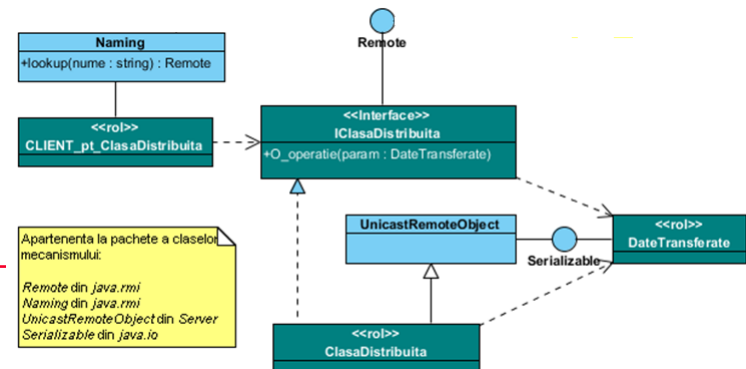 Remote
Naming
+lookup(nume : string) : Remote
<<Interface>>
IClasaDistribuita
+O_operatie(param : DateTransferate)
<<rol>>
CLIENT_pt_ClasaDistribuita
UnicastRemoteObject
Serializable
<<rol>>
DateTransferate
Apartenenta la pachete a claselor
mecanismului:
Remote din java.rmi
Naming din java.rmi
UnicastRemoteObject din Server
Serializable din java.io
<<rol>>
ClasaDistribuita